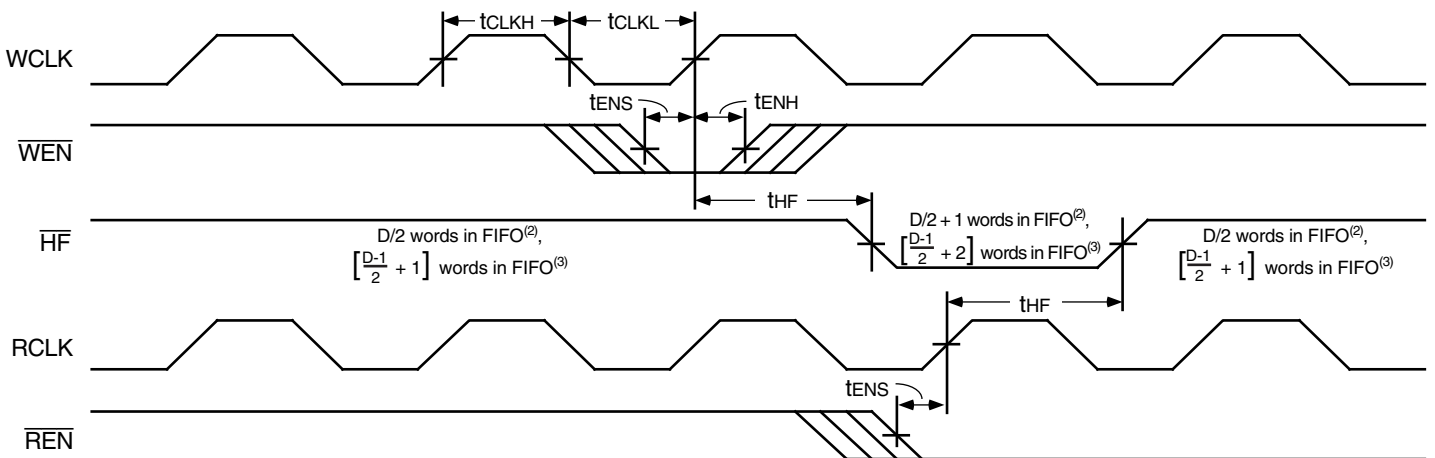 tCLKH
tCLKL
WCLK
tENS
tENH
WEN
tHF
HF
D/2 words in FIFO(2),
[D-1/2 + 1] words in FIFO(3)
D/2 + 1 words in FIFO(2),
[D-1/2 + 2] words in FIFO(3)
D/2 words in FIFO(2),
[D-1/2 + 1] words in FIFO(3)
tHF
RCLK
tENS
REN